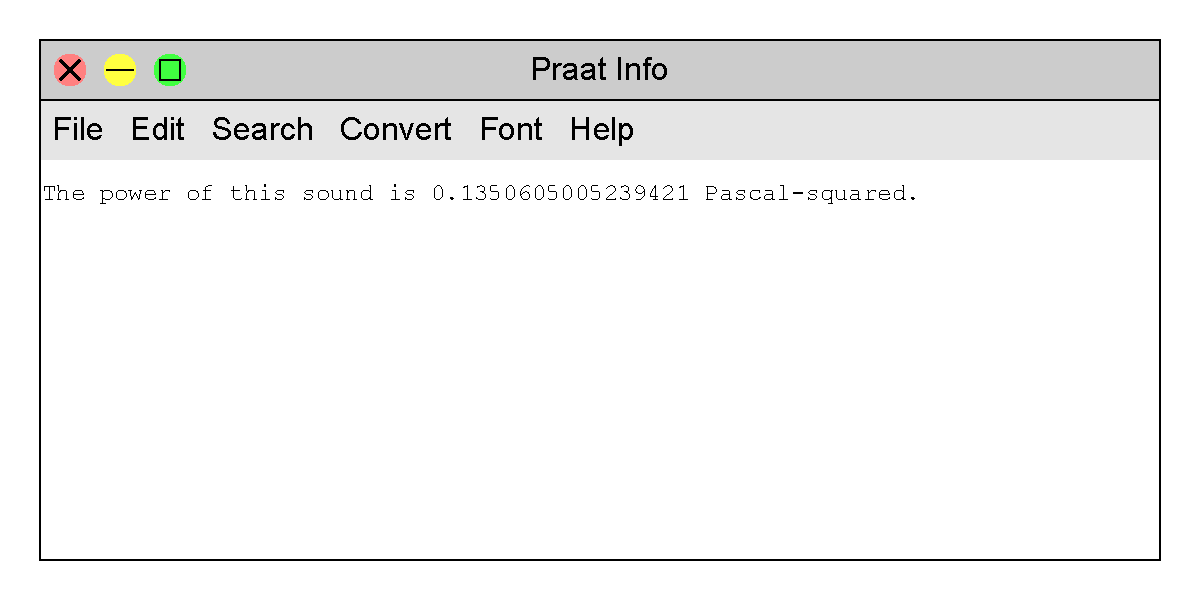 Praat Info
File Edit Search Convert Font Help
The power of this sound is 0.1350605005239421 Pascal-squared.